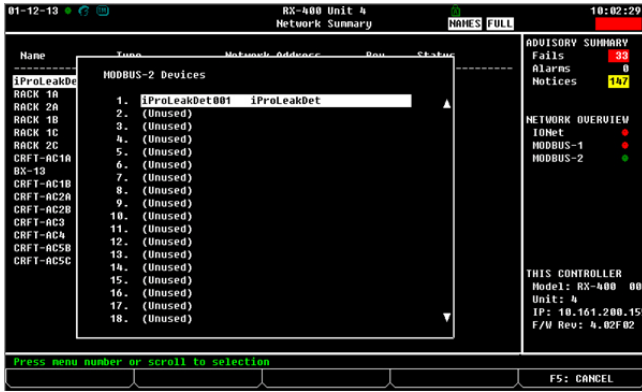 01-12-13
RX-400 Unit 4
10:02:29
Network Summary
NAMES FULL
Name Type Network Address Rev Status
MODBUS-2 Devices
1. iProLeakDet001 iProLeakDet
2. (Unused)
3. (Unused)
4. (Unused)
5. (Unused)
6. (Unused)
7. (Unused)
8. (Unused)
9. (Unused)
10. (Unused)
11. (Unused)
12. (Unused)
13. (Unused)
14. (Unused)
15. (Unused)
16. (Unused)
17. (Unused)
18. (Unused)
iProLeakDe
RACK 1A
RACK 2A
RACK 1B
RACK 1C
RACK 2C
CRFT-AC1A
BX-13
CRFT-AC1B
CRFT-AC2A
CRFT-AC2B
CRFT-AC3
CRFT-AC4
CRFT-AC5B
CRFT-AC5C
ADVISORY SUMMARY
Fails 33
Alarms 0
Notices 147
NETWORK OVERVIEW
IONet
MODBUS-1
MODBUS-2
THIS CONTROLLER
Model: RX-400 00
Unit: 4
IP: 10.161.200.15
F/W Rev: 4.02F02
Press menu number or scroll to selection
F5: CANCEL